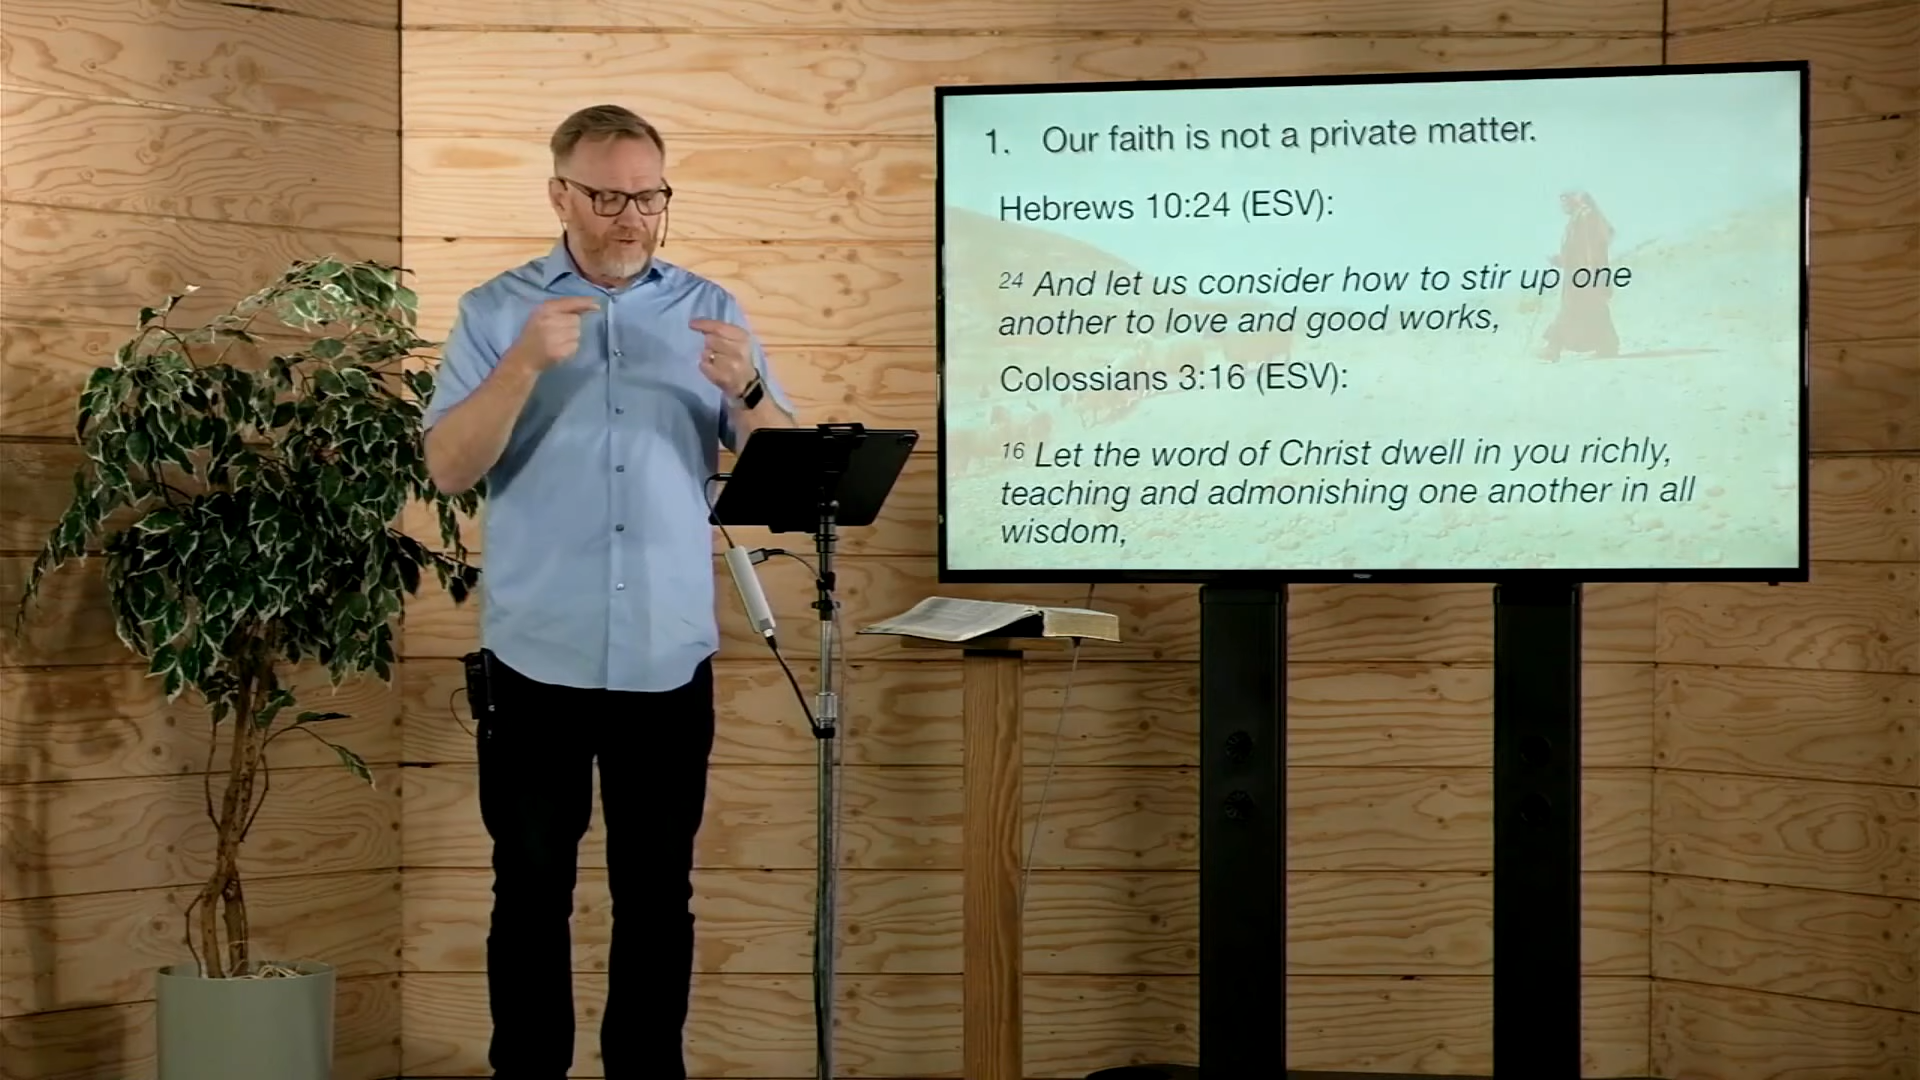 1. Our faith is not a private matter.
Hebrews 10:24 (ESV):
24 And let us consider how to stir up one
another to love and good works,
Colossians 3:16 (ESV):
16 Let the word of Christ dwell in you richly,
teaching and admonishing one another in all
wisdom,